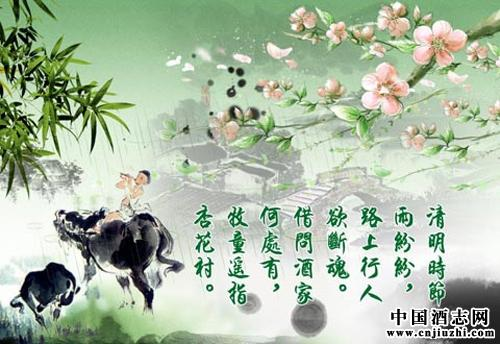 清明時節
雨紛紛，
路上行人
欲斷魂。
借問酒家
何處有，
牧童遥指
杏花村。
中国酒志网
www.cnjiuzhi.com